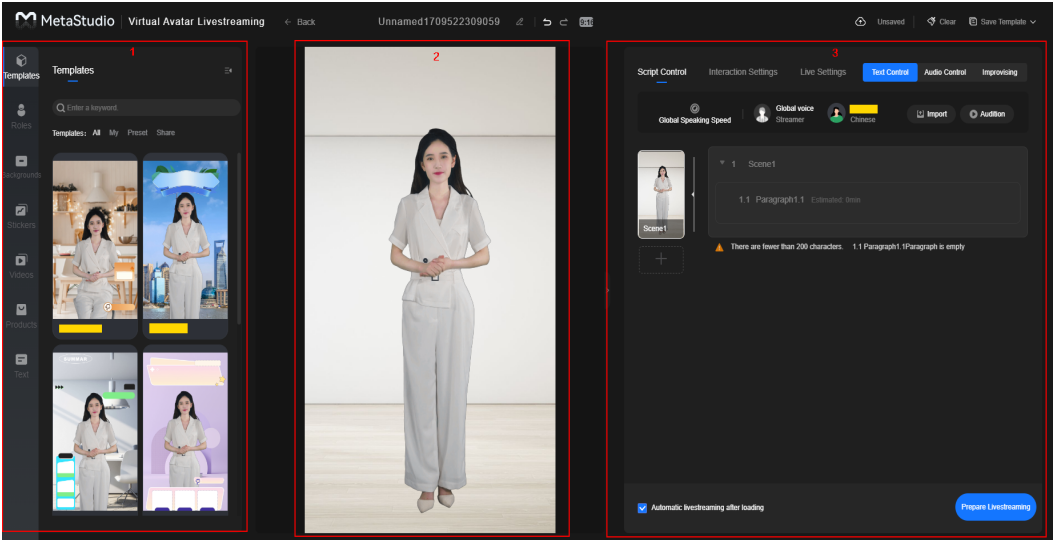 MetaStudio Virtual Avatar Livestreaming ← Back Unnamed1709522309059 9:16 Unsaved Clear Save Template
1
2
3
Templates
Roles
Backgrounds
Stickers
Videos
Products
Text
Templates
Enter a keyword.
Templates: All My Preset Share
Script Control Interaction Settings Live Settings Text Control Audio Control Improvising
Global Speaking Speed
Global voice
Streamer
Chinese
Import
Audition
Scene1
1 Scene1
1.1 Paragraph1.1 Estimated: 0min
There are fewer than 200 characters. 1.1 Paragraph1.1Paragraph is empty
Automatic livestreaming after loading
Prepare Livestreaming